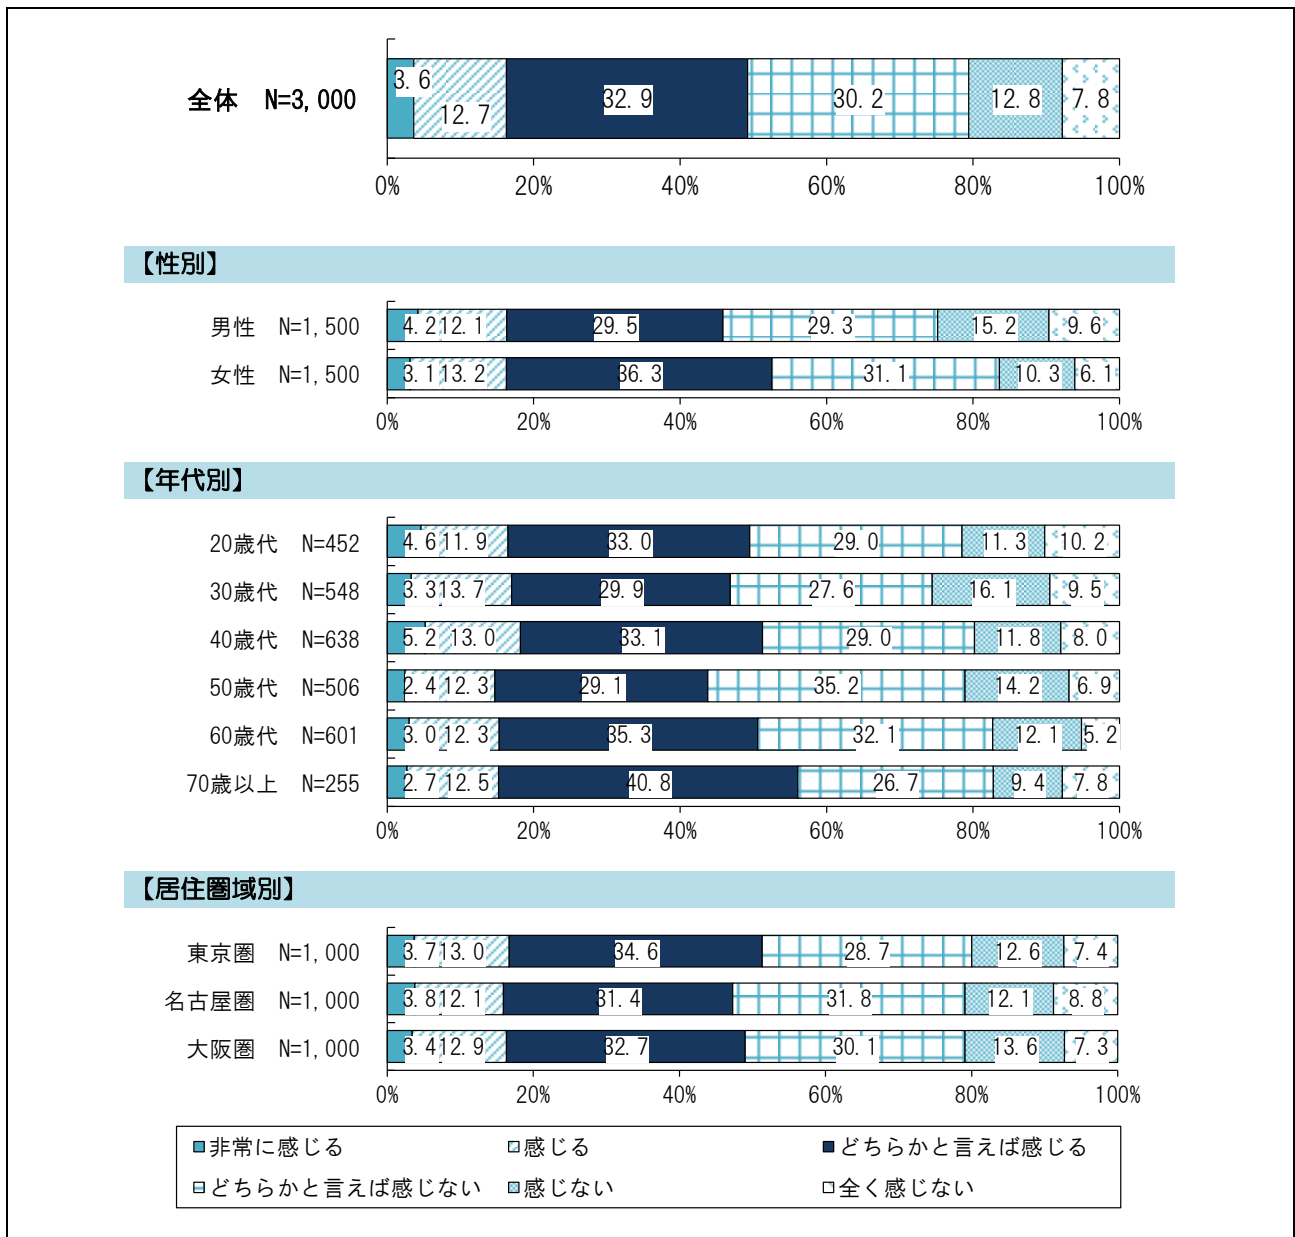 全体 N=3,000 3.6 12.7 32.9 30.2 12.8 7.8
0% 20% 40% 60% 80% 100%
【性別】
男性 N=1,500 4.2 12.1 29.5 29.3 15.2 9.6
女性 N=1,500 3.1 13.2 36.3 31.1 10.3 6.1
0% 20% 40% 60% 80% 100%
【年代別】
20歳代 N=452 4.6 11.9 33.0 29.0 11.3 10.2
30歳代 N=548 3.3 13.7 29.9 27.6 16.1 9.5
40歳代 N=638 5.2 13.0 33.1 29.0 11.8 8.0
50歳代 N=506 2.4 12.3 29.1 35.2 14.2 6.9
60歳代 N=601 3.0 12.3 35.3 32.1 12.1 5.2
70歳以上 N=255 2.7 12.5 40.8 26.7 9.4 7.8
0% 20% 40% 60% 80% 100%
【居住圏域別】
東京圏 N=1,000 3.7 13.0 34.6 28.7 12.6 7.4
名古屋圏 N=1,000 3.8 12.1 31.4 31.8 12.1 8.8
大阪圏 N=1,000 3.4 12.9 32.7 30.1 13.6 7.3
0% 20% 40% 60% 80% 100%
非常に感じる 感じる どちらかと言えば感じる
どちらかと言えば感じない 感じない 全く感じない